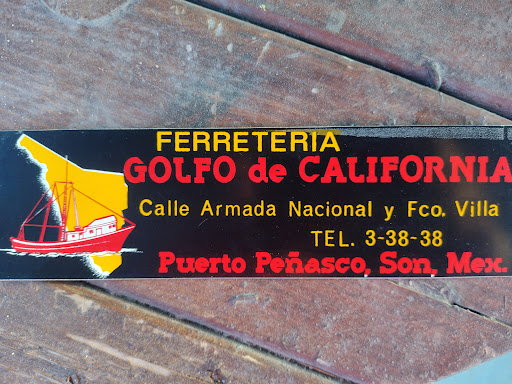 FERRETERIA
GOLFO de CALIFORNIA
Calle Armada Nacional y Fco. Villa
TEL. 3-38-38
Puerto Peñasco, Son, Mex.